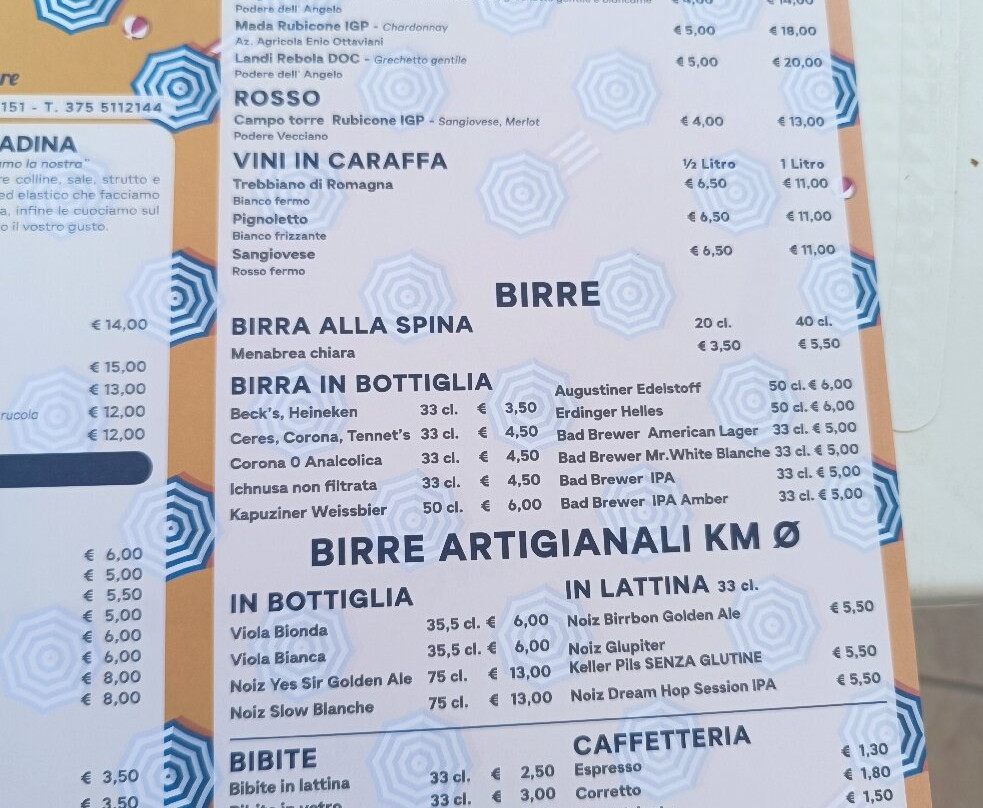 re
151 - T. 375 5112144
ADINA
mo la nostra"
re colline, sale, strutto e
ed elastico che facciamo
a, infine le cuociamo sul
o il vostro gusto.
€ 14,00
€ 15,00
€ 13,00
rucola € 12,00
€ 12,00
€ 6,00
€ 5,00
€ 5,50
€ 5,00
€ 6,00
€ 6,00
€ 8,00
€ 8,00
€ 3,50
€ 3,50
Podere dell' Angelo
Mada Rubicone IGP - Chardonnay € 5,00 € 18,00
Az. Agricola Enio Ottaviani
Landi Rebola DOC - Grechetto gentile € 5,00 € 20,00
Podere dell' Angelo
ROSSO
Campo torre Rubicone IGP - Sangiovese, Merlot € 4,00 € 13,00
Podere Vecciano
VINI IN CARAFFA ½ Litro 1 Litro
Trebbiano di Romagna € 6,50 € 11,00
Bianco fermo
Pignoletto € 6,50 € 11,00
Bianco frizzante
Sangiovese € 6,50 € 11,00
Rosso fermo
BIRRE
BIRRA ALLA SPINA 20 cl. 40 cl.
Menabrea chiara € 3,50 € 5,50
BIRRA IN BOTTIGLIA
Beck's, Heineken 33 cl. € 3,50
Ceres, Corona, Tennet's 33 cl. € 4,50
Corona 0 Analcolica 33 cl. € 4,50
Ichnusa non filtrata 33 cl. € 4,50
Kapuziner Weissbier 50 cl. € 6,00
Augustiner Edelstoff 50 cl. € 6,00
Erdinger Helles 50 cl. € 6,00
Bad Brewer American Lager 33 cl. € 5,00
Bad Brewer Mr.White Blanche 33 cl. € 5,00
Bad Brewer IPA 33 cl. € 5,00
Bad Brewer IPA Amber 33 cl. € 5,00
BIRRE ARTIGIANALI KM Ø
IN BOTTIGLIA
Viola Bionda 35,5 cl. € 6,00
Viola Bianca 35,5 cl. € 6,00
Noiz Yes Sir Golden Ale 75 cl. € 13,00
Noiz Slow Blanche 75 cl. € 13,00
IN LATTINA 33 cl.
Noiz Birrbon Golden Ale € 5,50
Noiz Glupiter
Keller Pils SENZA GLUTINE € 5,50
Noiz Dream Hop Session IPA € 5,50
BIBITE
Bibite in lattina 33 cl. € 2,50
Bibite in vetro 33 cl. € 3,00
CAFFETTERIA
Espresso € 1,30
Corretto € 1,80
€ 1,50